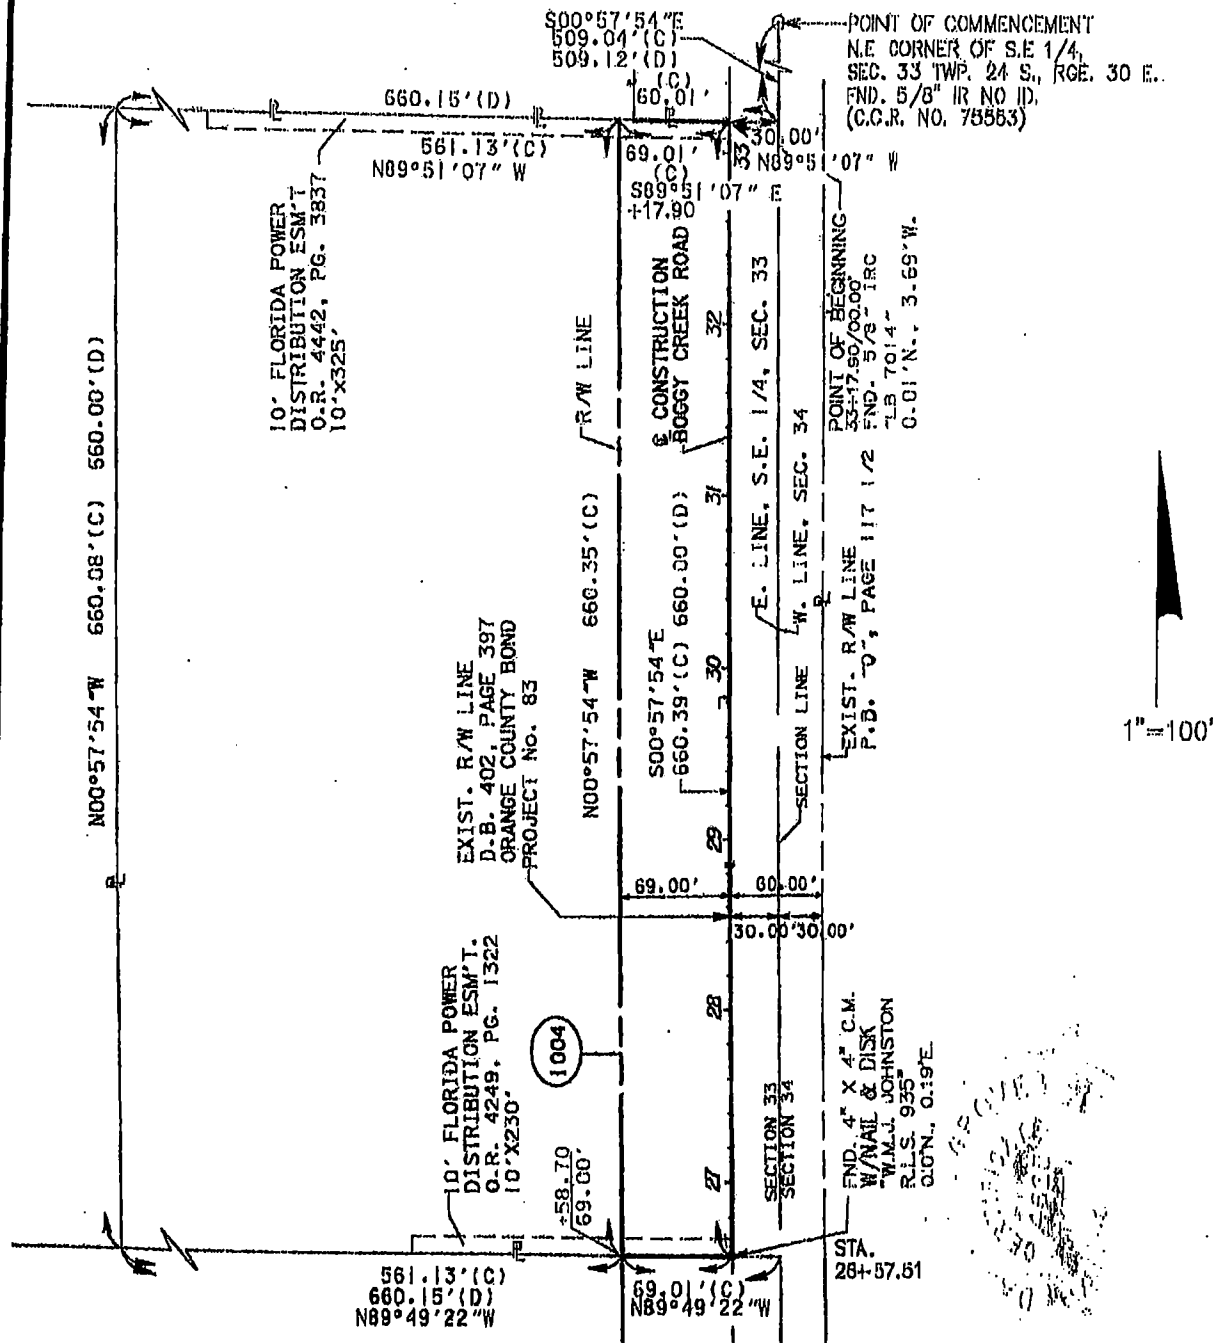 S00°57'54"E
509.04'(C)
509.12'(D)
(C)
60.01'
POINT OF COMMENCEMENT
N.E CORNER OF S.E 1/4,
SEC. 33 TWP. 24 S., RGE. 30 E..
FND. 5/8" IR NO ID.
(C.C.R. NO. 75553)
660.15'(D)
561.13'(C)
N89°51'07" W
69.01'
(C)
S89°51'07" E
+17.90
30.00'
N89°51'07" W
33
10' FLORIDA POWER
DISTRIBUTION ESM'T
O.R. 4442, PG. 3837
10'x325'
N00°57'54"W 660.08'(C) 660.00'(D)
R/W LINE
N00°57'54"W 660.35'(C)
℄ CONSTRUCTION
BOGGY CREEK ROAD
32
31
30
29
28
27
S00°57'54"E
660.39'(C) 660.00'(D)
E. LINE, S.E. 1/4, SEC. 33
W. LINE, SEC. 34
SECTION LINE
POINT OF BEGINNING
33+17.90/00.00'
FND. 5/8" IRC
"LB 7014"
0.01'N., 3.69'W.
EXIST. R/W LINE
P.B. "O", PAGE 117 1/2
1"=100'
EXIST. R/W LINE
D.B. 402, PAGE 397
ORANGE COUNTY BOND
PROJECT No. 83
69.00'
60.00'
30.00'
30.00'
10' FLORIDA POWER
DISTRIBUTION ESM'T.
O.R. 4249, PG. 1322
10'X230'
1004
+58.70
69.00'
SECTION 33
SECTION 34
FND. 4" X 4" C.M.
W/NAIL & DISK
"W.M.J. JOHNSTON
R.L.S. 935"
0.0'N., 0.19'E.
STA.
26+57.51
561.13'(C)
660.15'(D)
N89°49'22"W
69.01'(C)
N89°49'22"W